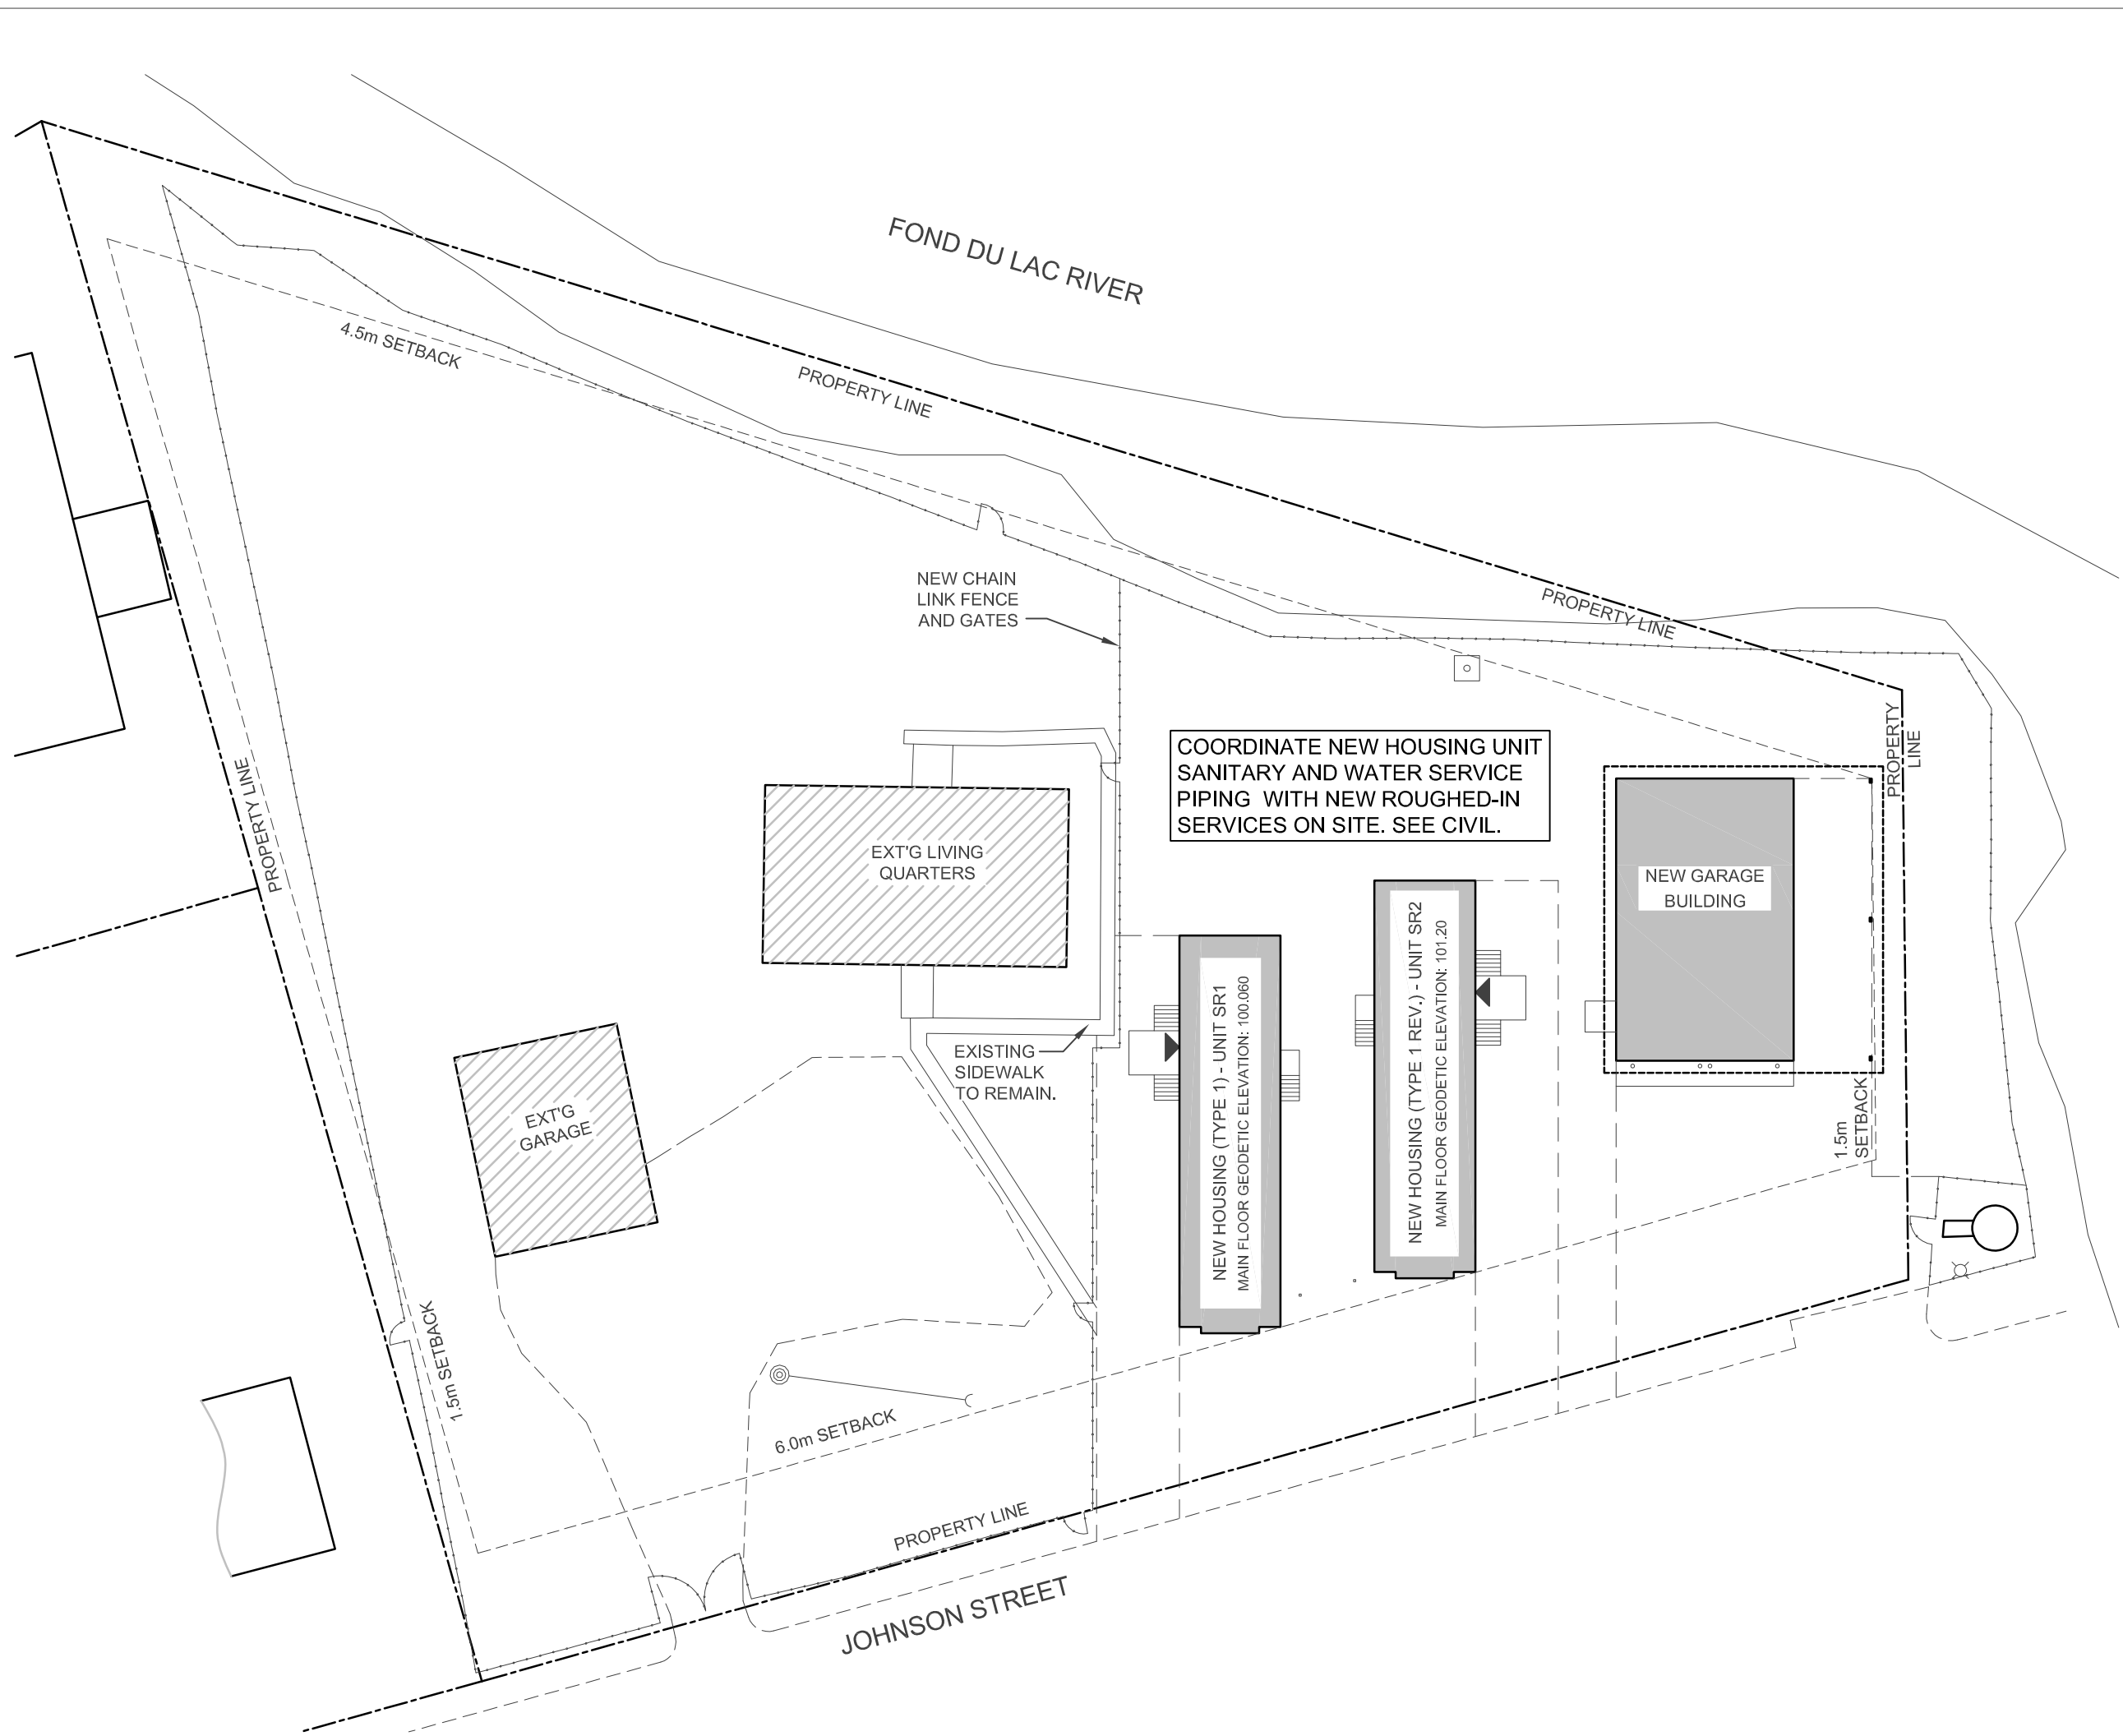 FOND DU LAC RIVER
4.5m SETBACK
PROPERTY LINE
NEW CHAIN
LINK FENCE
AND GATES
PROPERTY LINE
PROPERTY
LINE
COORDINATE NEW HOUSING UNIT
SANITARY AND WATER SERVICE
PIPING WITH NEW ROUGHED-IN
SERVICES ON SITE. SEE CIVIL.
PROPERTY LINE
EXT'G LIVING
QUARTERS
NEW GARAGE
BUILDING
NEW HOUSING (TYPE 1) - UNIT SR1
MAIN FLOOR GEODETIC ELEVATION: 100.060
NEW HOUSING (TYPE 1 REV.) - UNIT SR2
MAIN FLOOR GEODETIC ELEVATION: 101.20
EXISTING
SIDEWALK
TO REMAIN.
EXT'G
GARAGE
1.5m
SETBACK
1.5m SETBACK
6.0m SETBACK
PROPERTY LINE
JOHNSON STREET